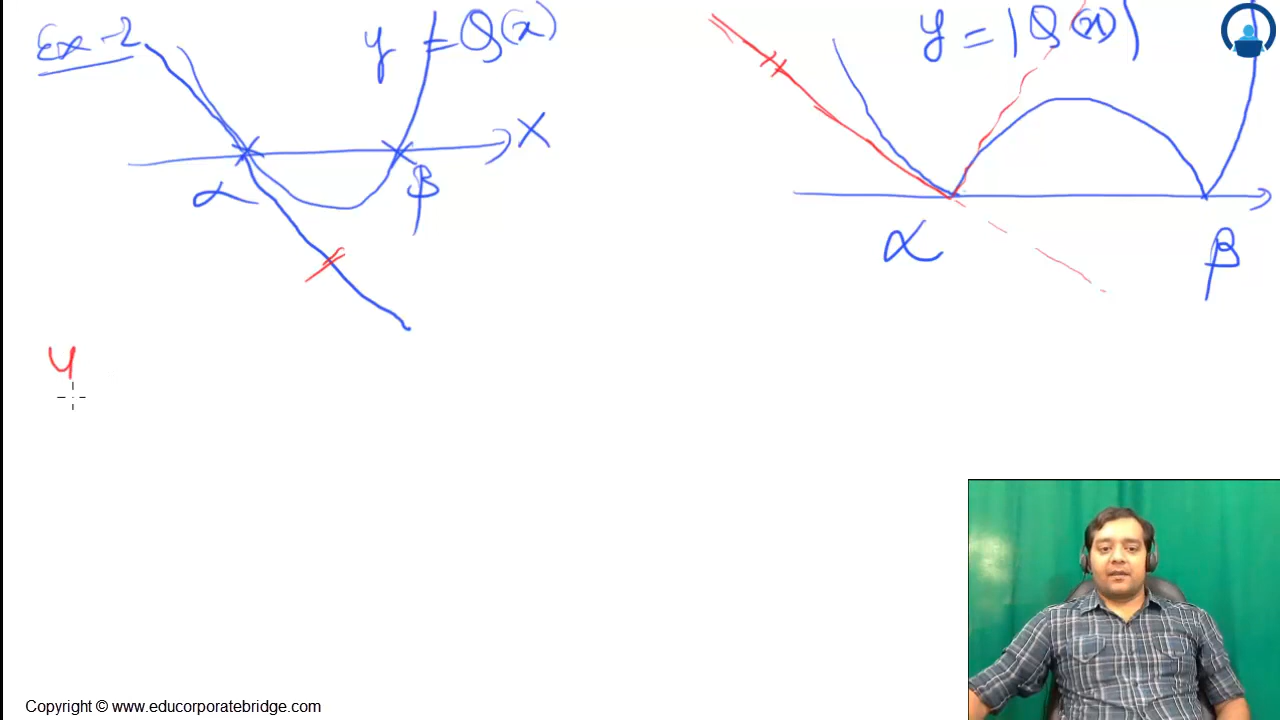 Ex-2
y = Q(x)
X
α
β
y = |Q(x)|
α
β
y
Copyright © www.educorporatebridge.com